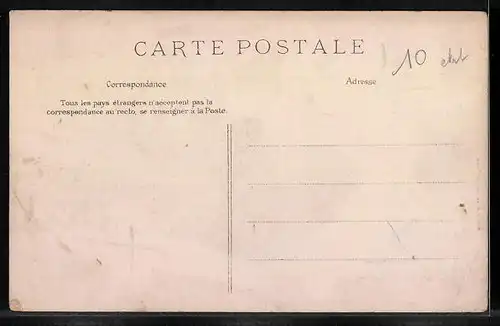 CARTE POSTALE
10
Correspondance
Adresse
Tous les pays étrangers n'acceptent pas la
correspondance au recto, se renseigner à la Poste.